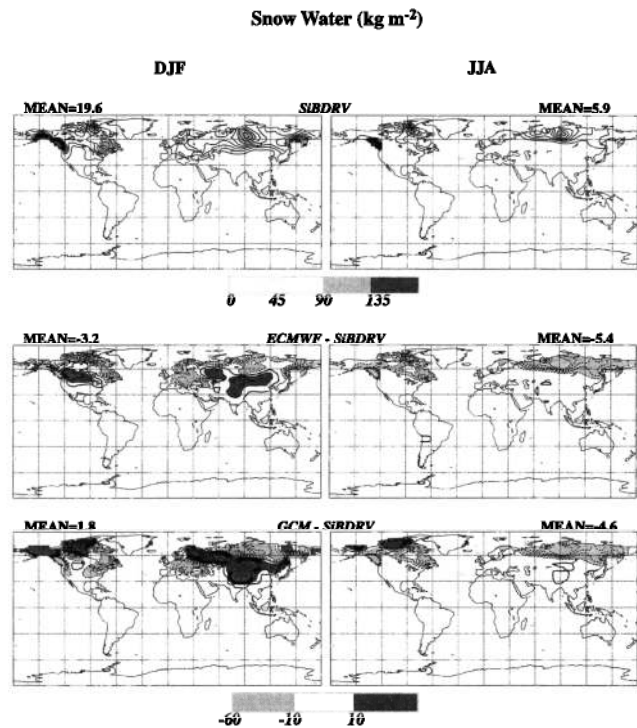 Snow Water (kg m-2)
DJF JJA
MEAN=19.6 SiBDRV MEAN=5.9
0 45 90 135
MEAN=-3.2 ECMWF - SiBDRV MEAN=-5.4
MEAN=1.8 GCM - SiBDRV MEAN=-4.6
-60 -10 10